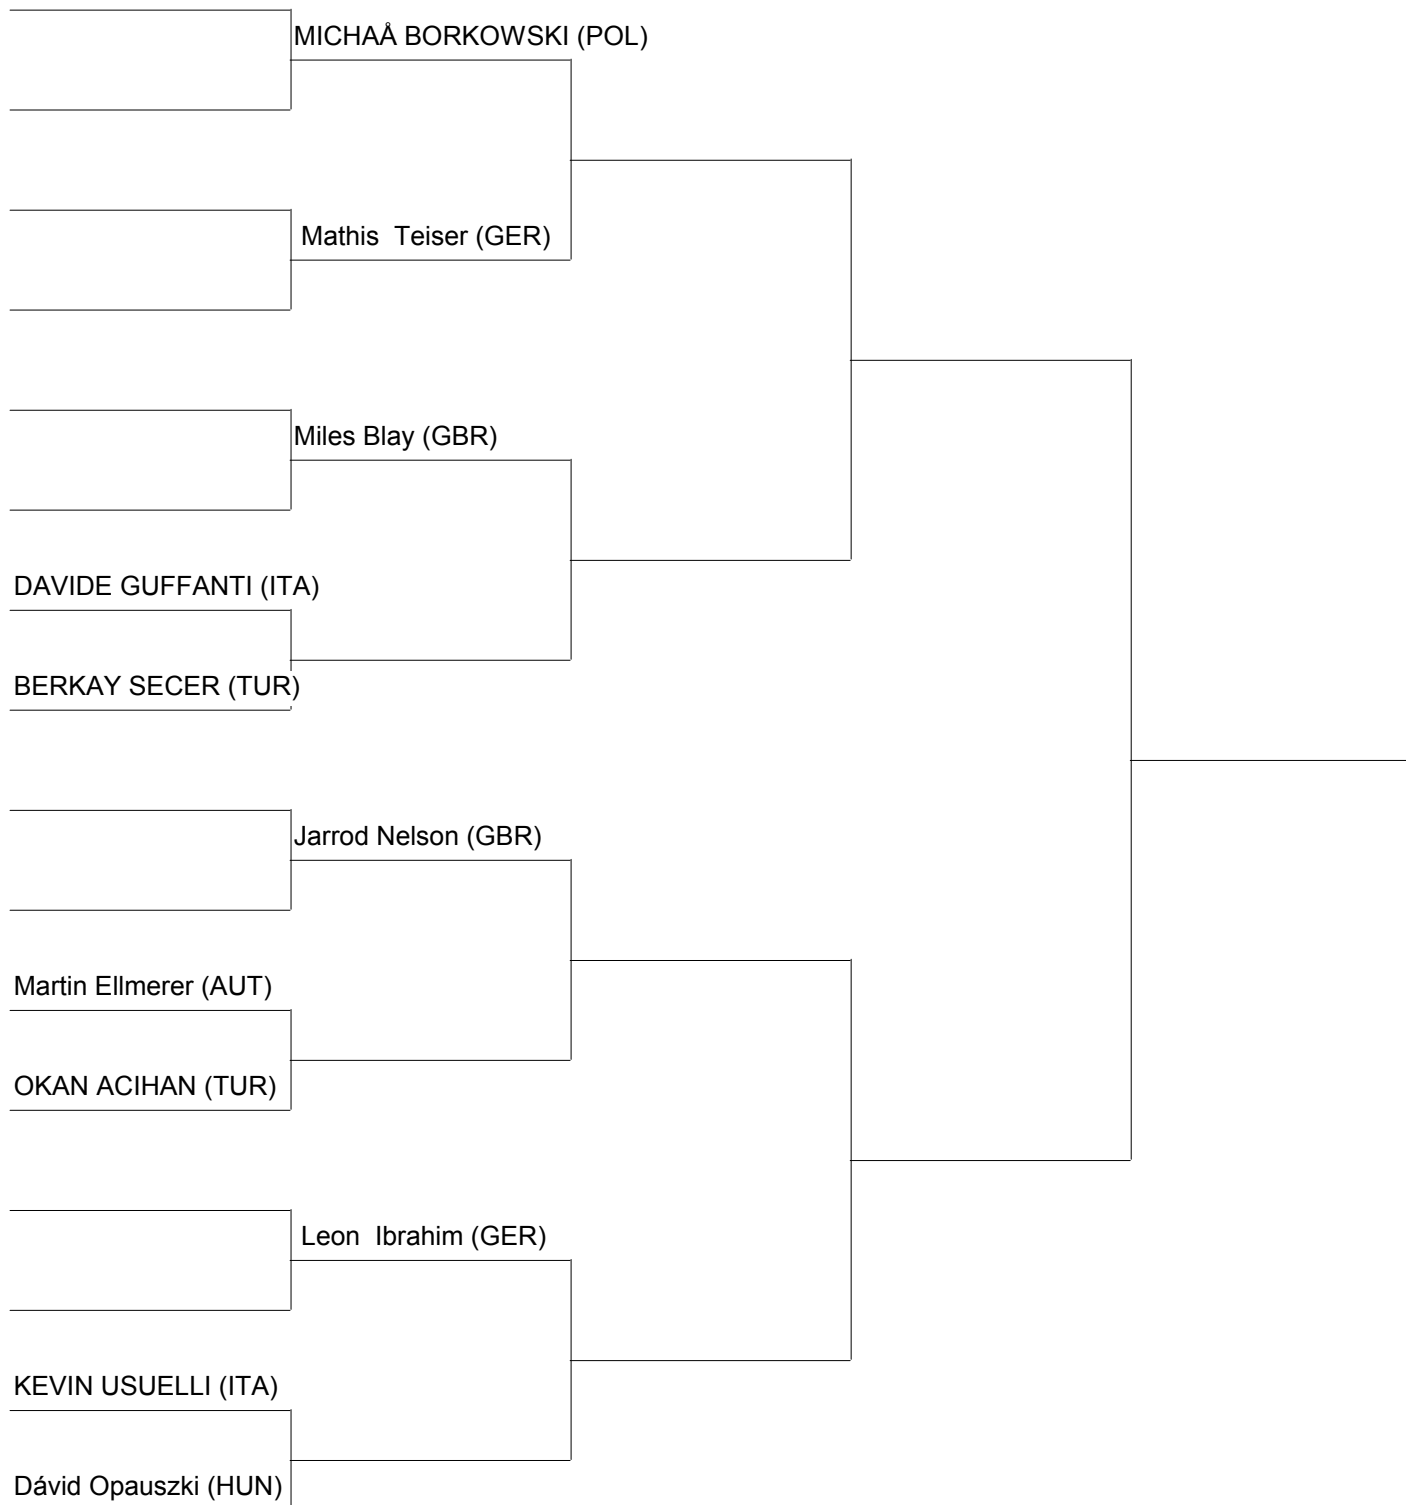 MICHAÅ BORKOWSKI (POL)
Mathis  Teiser (GER)
Miles Blay (GBR)
DAVIDE GUFFANTI (ITA)
BERKAY SECER (TUR)
Jarrod Nelson (GBR)
Martin Ellmerer (AUT)
OKAN ACIHAN (TUR)
Leon  Ibrahim (GER)
KEVIN USUELLI (ITA)
Dávid Opauszki (HUN)